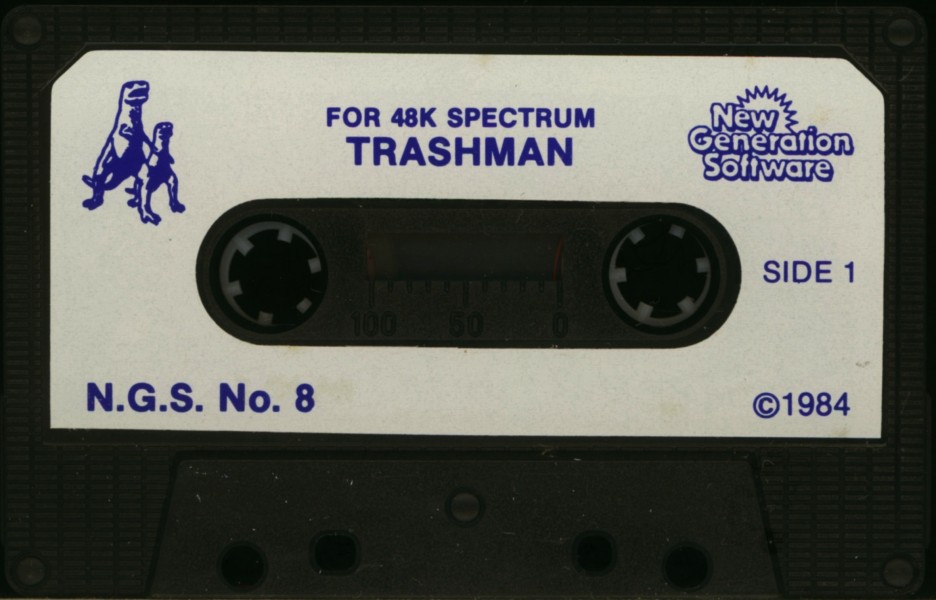 FOR 48K SPECTRUM
TRASHMAN
New
Generation
Software
SIDE 1
100 50 0
N.G.S. No. 8
©1984